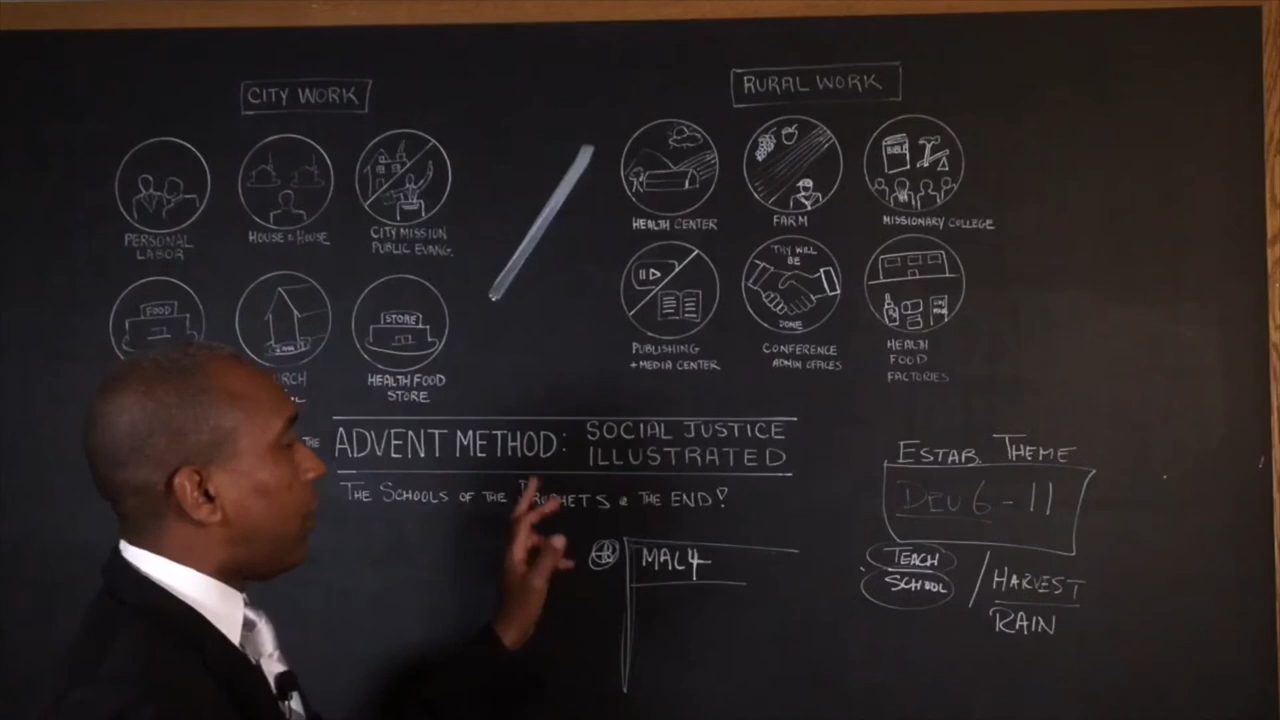 CITY WORK
PERSONAL
LABOR
HOUSE 2 HOUSE
CITY MISSION
PUBLIC EVANG.
FOOD
STORE
HEALTH FOOD
STORE
RURAL WORK
HEALTH CENTER
FARM
BIBLE
MISSIONARY COLLEGE
PUBLISHING
+ MEDIA CENTER
THY WILL
BE
DONE
CONFERENCE
ADMIN OFFICES
HEALTH
FOOD
FACTORIES
THE ADVENT METHOD: SOCIAL JUSTICE
ILLUSTRATED
THE SCHOOLS OF THE PROPHETS & THE END!
MAL 4
ESTAB. THEME
DEU 6 - 11
TEACH
SCHOOL
HARVEST
RAIN